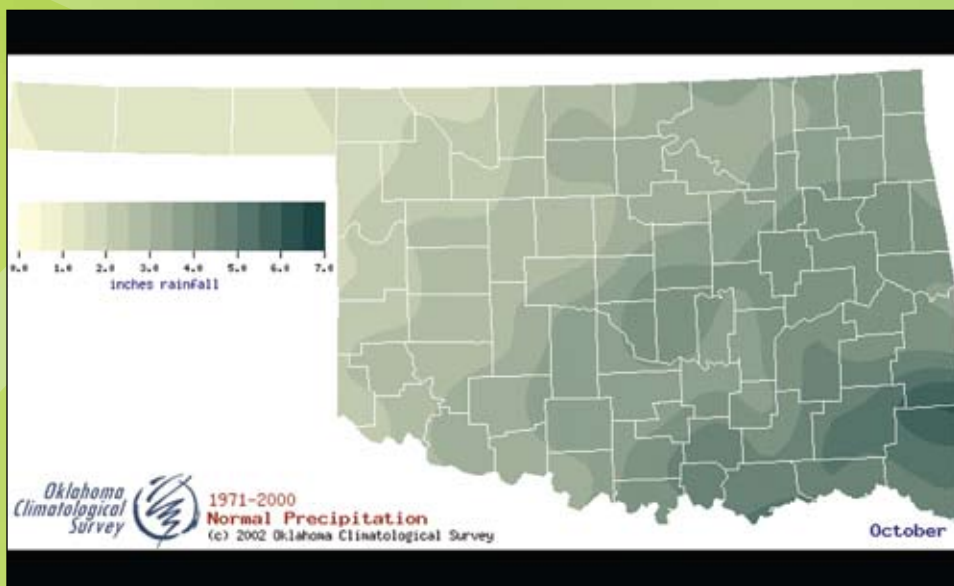 0.0 1.0 2.0 3.0 4.0 5.0 6.0 7.0
inches rainfall
Oklahoma
Climatological
Survey
1971-2000
Normal Precipitation
(c) 2002 Oklahoma Climatological Survey
October